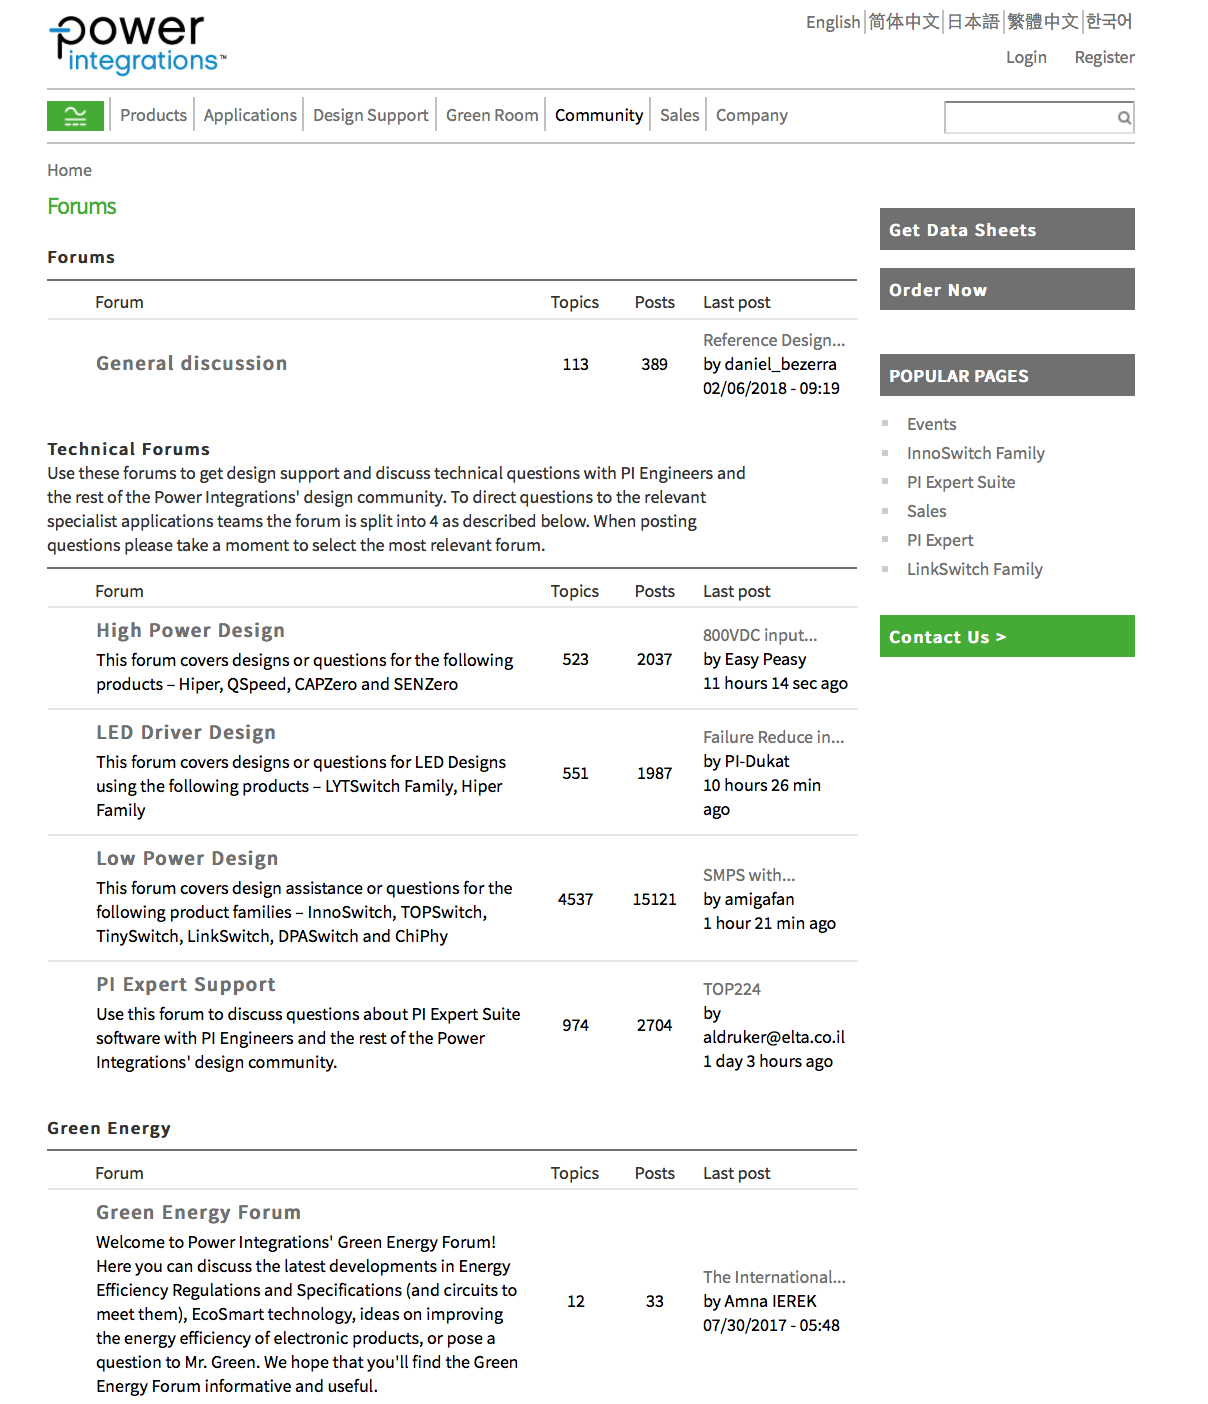 power
integrations™
English 简体中文 日本語 繁體中文 한국어
Login Register
Products Applications Design Support Green Room Community Sales Company
Home
Forums
Forums
Forum Topics Posts Last post
General discussion 113 389 Reference Design...
by daniel_bezerra
02/06/2018 - 09:19
Technical Forums
Use these forums to get design support and discuss technical questions with PI Engineers and
the rest of the Power Integrations' design community. To direct questions to the relevant
specialist applications teams the forum is split into 4 as described below. When posting
questions please take a moment to select the most relevant forum.
Forum Topics Posts Last post
High Power Design
This forum covers designs or questions for the following
products – Hiper, QSpeed, CAPZero and SENZero
523 2037
800VDC input...
by Easy Peasy
11 hours 14 sec ago
LED Driver Design
This forum covers designs or questions for LED Designs
using the following products – LYTSwitch Family, Hiper
Family
551 1987
Failure Reduce in...
by PI-Dukat
10 hours 26 min
ago
Low Power Design
This forum covers design assistance or questions for the
following product families – InnoSwitch, TOPSwitch,
TinySwitch, LinkSwitch, DPASwitch and ChiPhy
4537 15121
SMPS with...
by amigafan
1 hour 21 min ago
PI Expert Support
Use this forum to discuss questions about PI Expert Suite
software with PI Engineers and the rest of the Power
Integrations' design community.
974 2704
TOP224
by
aldruker@elta.co.il
1 day 3 hours ago
Green Energy
Forum Topics Posts Last post
Green Energy Forum
Welcome to Power Integrations' Green Energy Forum!
Here you can discuss the latest developments in Energy
Efficiency Regulations and Specifications (and circuits to
meet them), EcoSmart technology, ideas on improving
the energy efficiency of electronic products, or pose a
question to Mr. Green. We hope that you'll find the Green
Energy Forum informative and useful.
12 33
The International...
by Amna IEREK
07/30/2017 - 05:48
Get Data Sheets
Order Now
POPULAR PAGES
Events
InnoSwitch Family
PI Expert Suite
Sales
PI Expert
LinkSwitch Family
Contact Us >